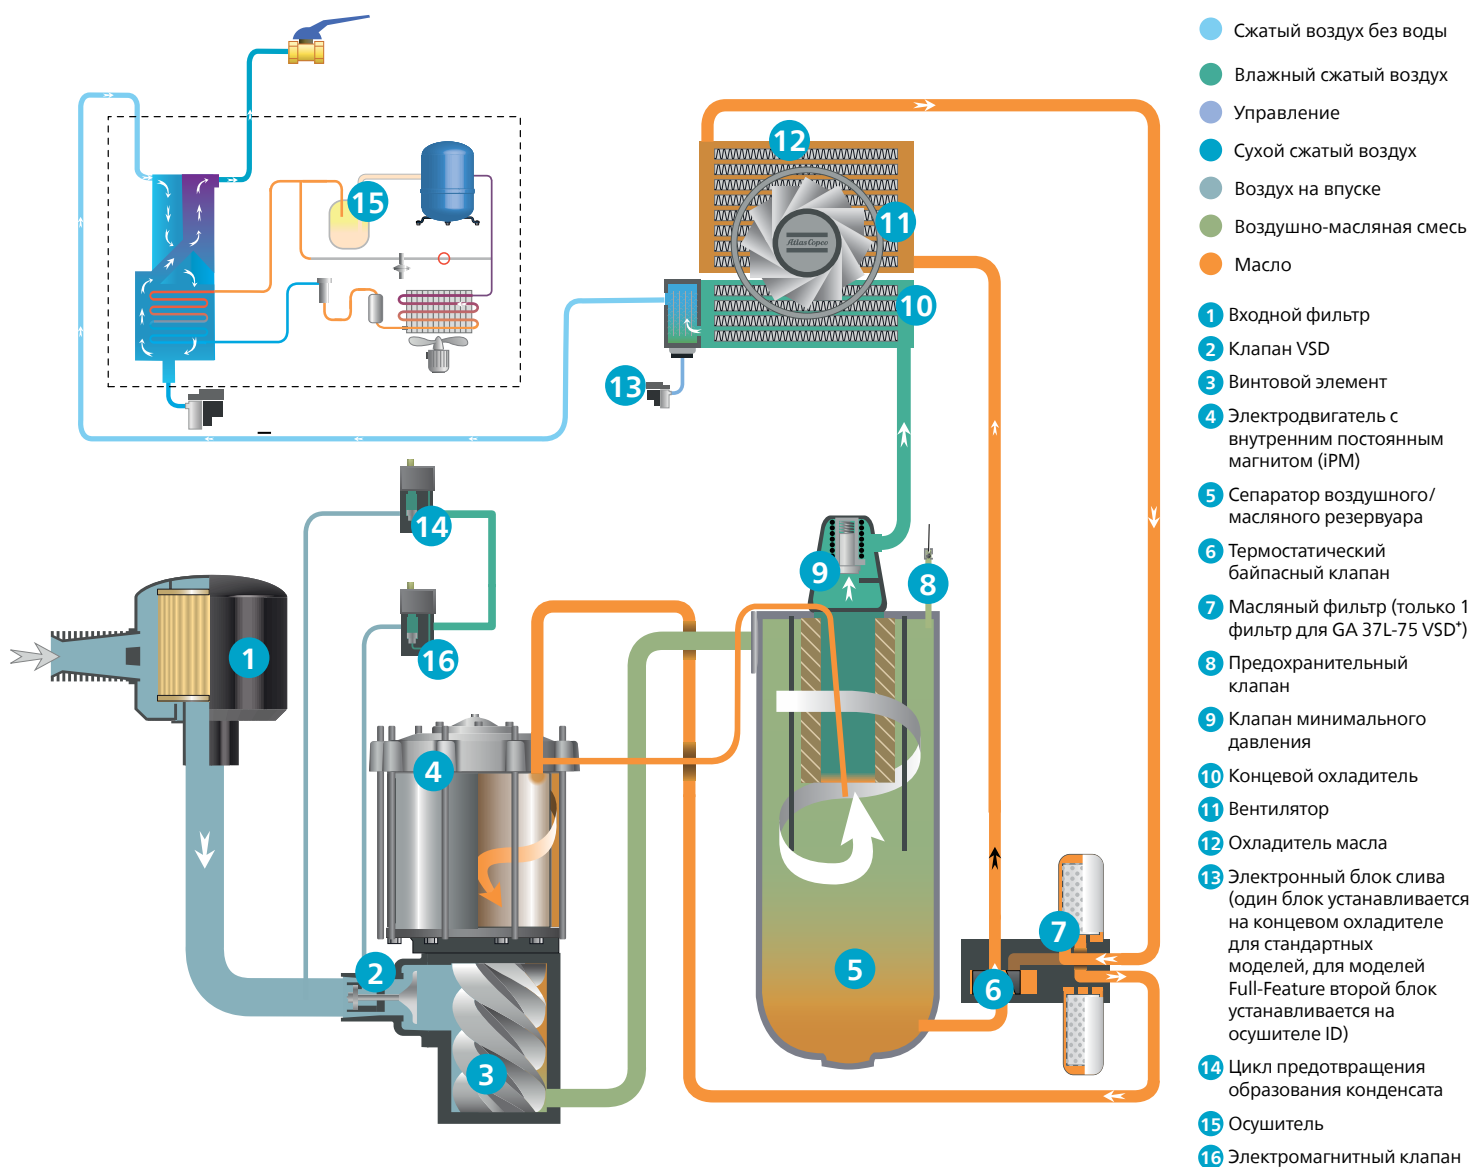 Сжатый воздух без воды
Влажный сжатый воздух
Управление
Сухой сжатый воздух
Воздух на впуске
Воздушно-масляная смесь
Масло
1 Входной фильтр
2 Клапан VSD
3 Винтовой элемент
4 Электродвигатель с
внутренним постоянным
магнитом (iPM)
5 Сепаратор воздушного/
масляного резервуара
6 Термостатический
байпасный клапан
7 Масляный фильтр (только 1
фильтр для GA 37L-75 VSD⁺)
8 Предохранительный
клапан
9 Клапан минимального
давления
10 Концевой охладитель
11 Вентилятор
12 Охладитель масла
13 Электронный блок слива
(один блок устанавливается
на концевом охладителе
для стандартных
моделей, для моделей
Full-Feature второй блок
устанавливается на
осушителе ID)
14 Цикл предотвращения
образования конденсата
15 Осушитель
16 Электромагнитный клапан
12
15
11
Atlas Copco
10
13
14
9
8
16
1
4
7
2
5
6
3